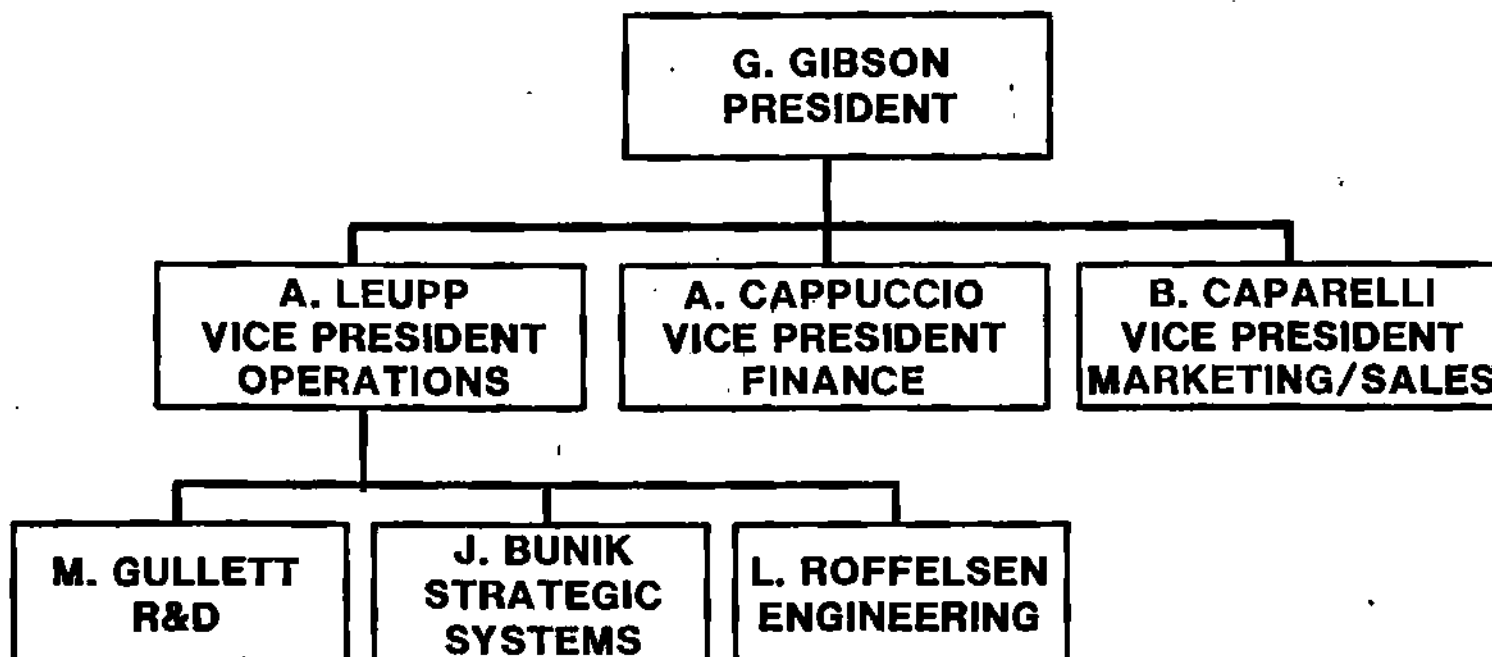 G. GIBSON
PRESIDENT
A. LEUPP
VICE PRESIDENT
OPERATIONS
A. CAPPUCCIO
VICE PRESIDENT
FINANCE
B. CAPARELLI
VICE PRESIDENT
MARKETING/SALES
M. GULLETT
R&D
J. BUNIK
STRATEGIC
SYSTEMS
L. ROFFELSEN
ENGINEERING